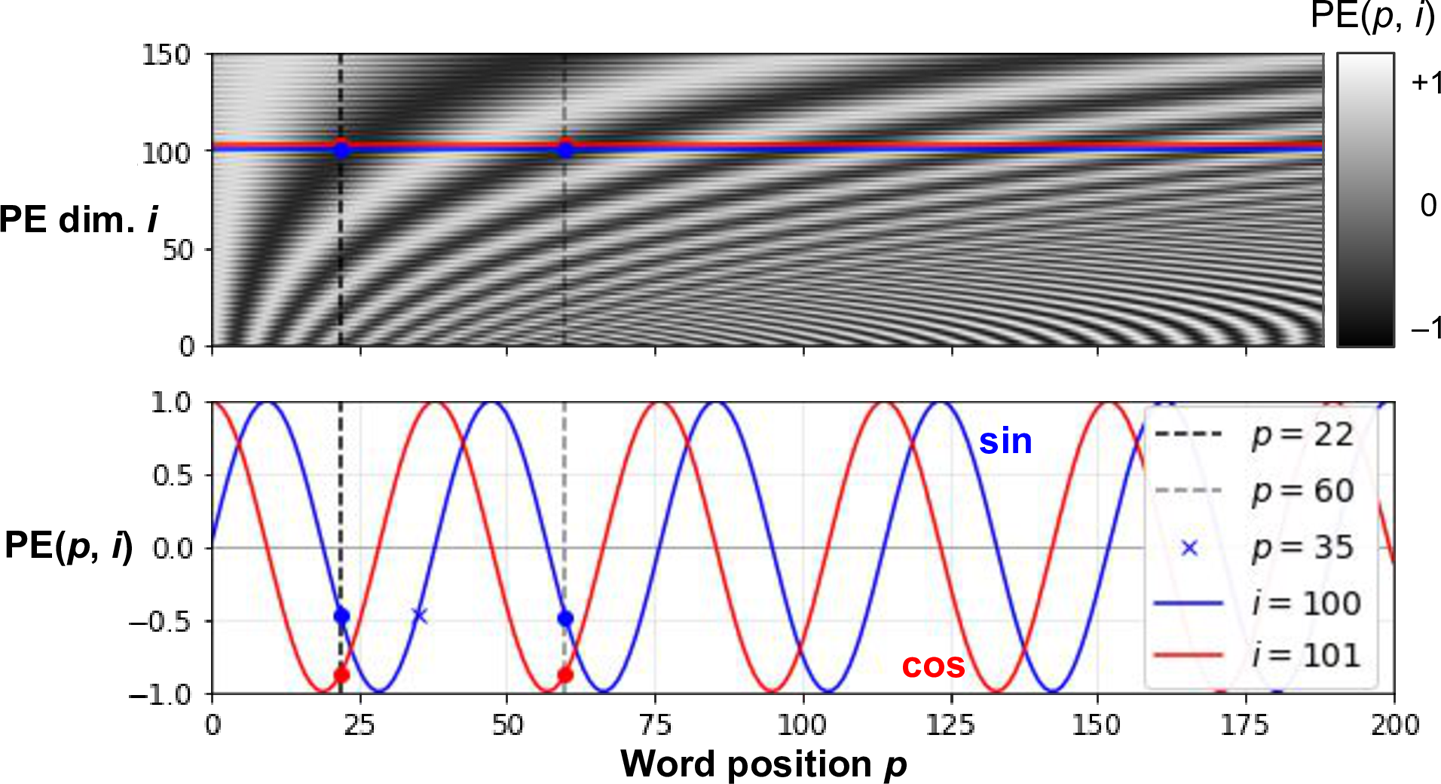 PE(p, i)
150
100
50
0
PE dim. i
+1
0
–1
1.0
0.5
0.0
−0.5
−1.0
PE(p, i)
sin
cos
p = 22
p = 60
p = 35
i = 100
i = 101
0 25 50 75 100 125 150 175 200
Word position p